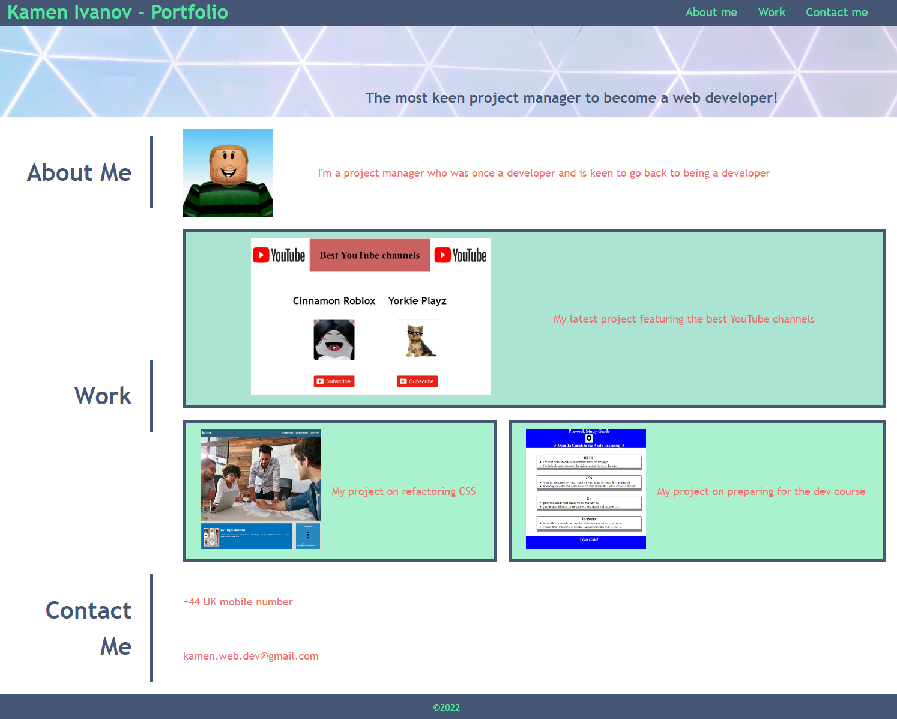 Kamen Ivanov - Portfolio
About me
Work
Contact me
The most keen project manager to become a web developer!
About Me
I'm a project manager who was once a developer and is keen to go back to being a developer
Work
YouTube
Best YouTube channels
YouTube
Cinnamon Roblox
Yorkie Playz
Subscribe
Subscribe
My latest project featuring the best YouTube channels
My project on refactoring CSS
My project on preparing for the dev course
Contact
Me
+44 UK mobile number
kamen.web.dev@gmail.com
©2022